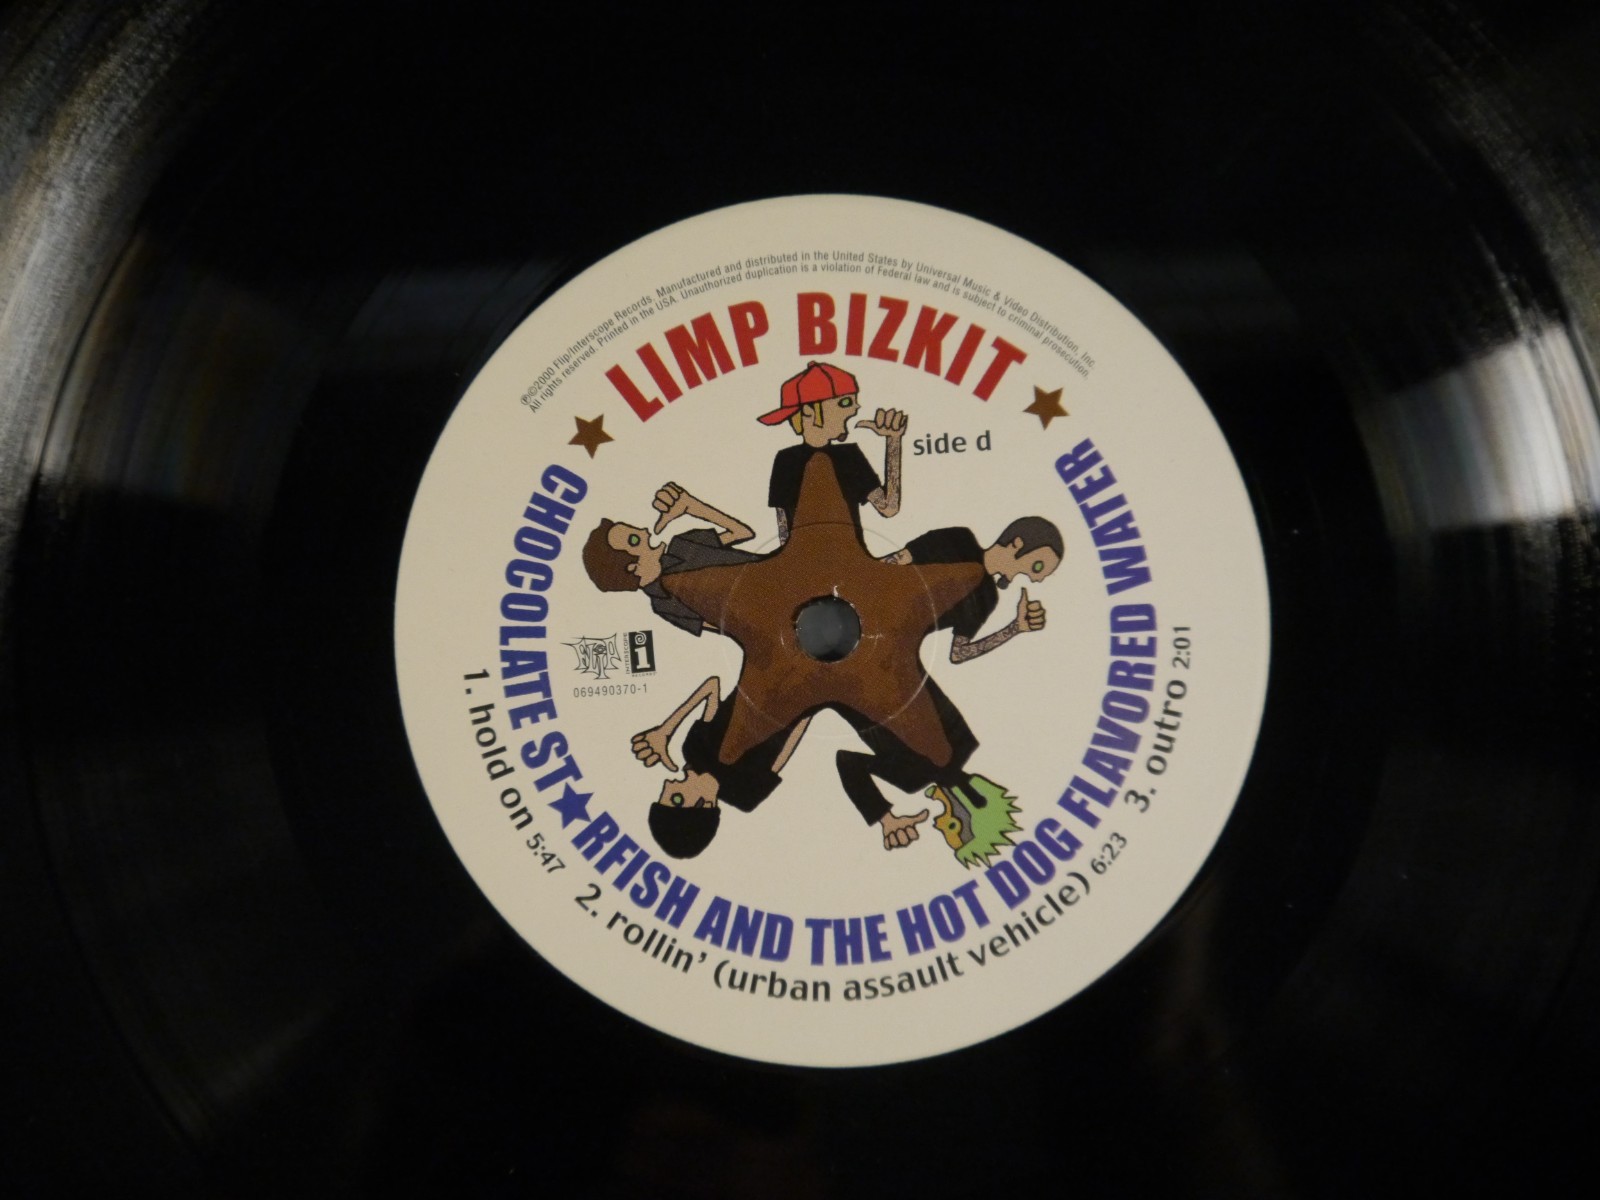 ℗©2000 Flip/Interscope Records. Manufactured and distributed in the United States by Universal Music & Video Distribution, Inc.
All rights reserved. Printed in the USA. Unauthorized duplication is a violation of Federal law and is subject to criminal prosecution.
LIMP BIZKIT
side d
CHOCOLATE ST★RFISH AND THE HOT DOG FLAVORED WATER
FLIP
INTERSCOPE
RECORDS
i
069490370-1
1. hold on 5:47
2. rollin' (urban assault vehicle) 6:23
3. outro 2:01